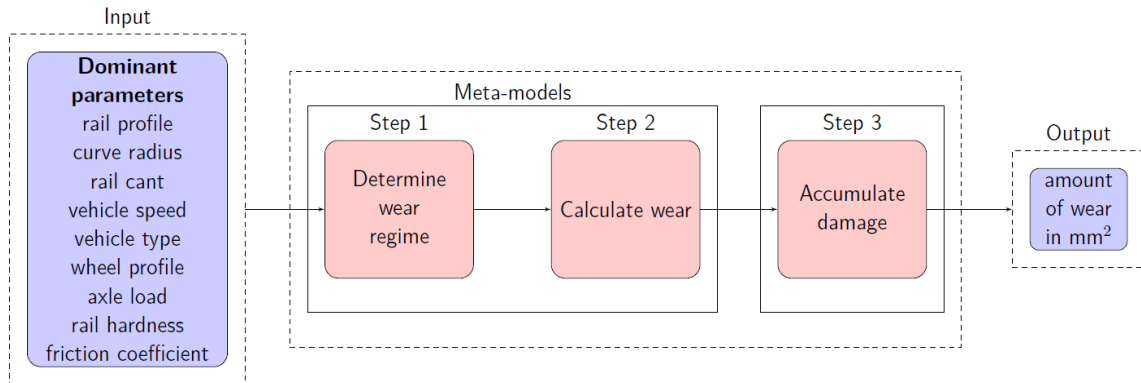 Input
Dominant
parameters
rail profile
curve radius
rail cant
vehicle speed
vehicle type
wheel profile
axle load
rail hardness
friction coefficient
Meta-models
Step 1
Determine
wear
regime
Step 2
Calculate wear
Step 3
Accumulate
damage
Output
amount
of wear
in mm²